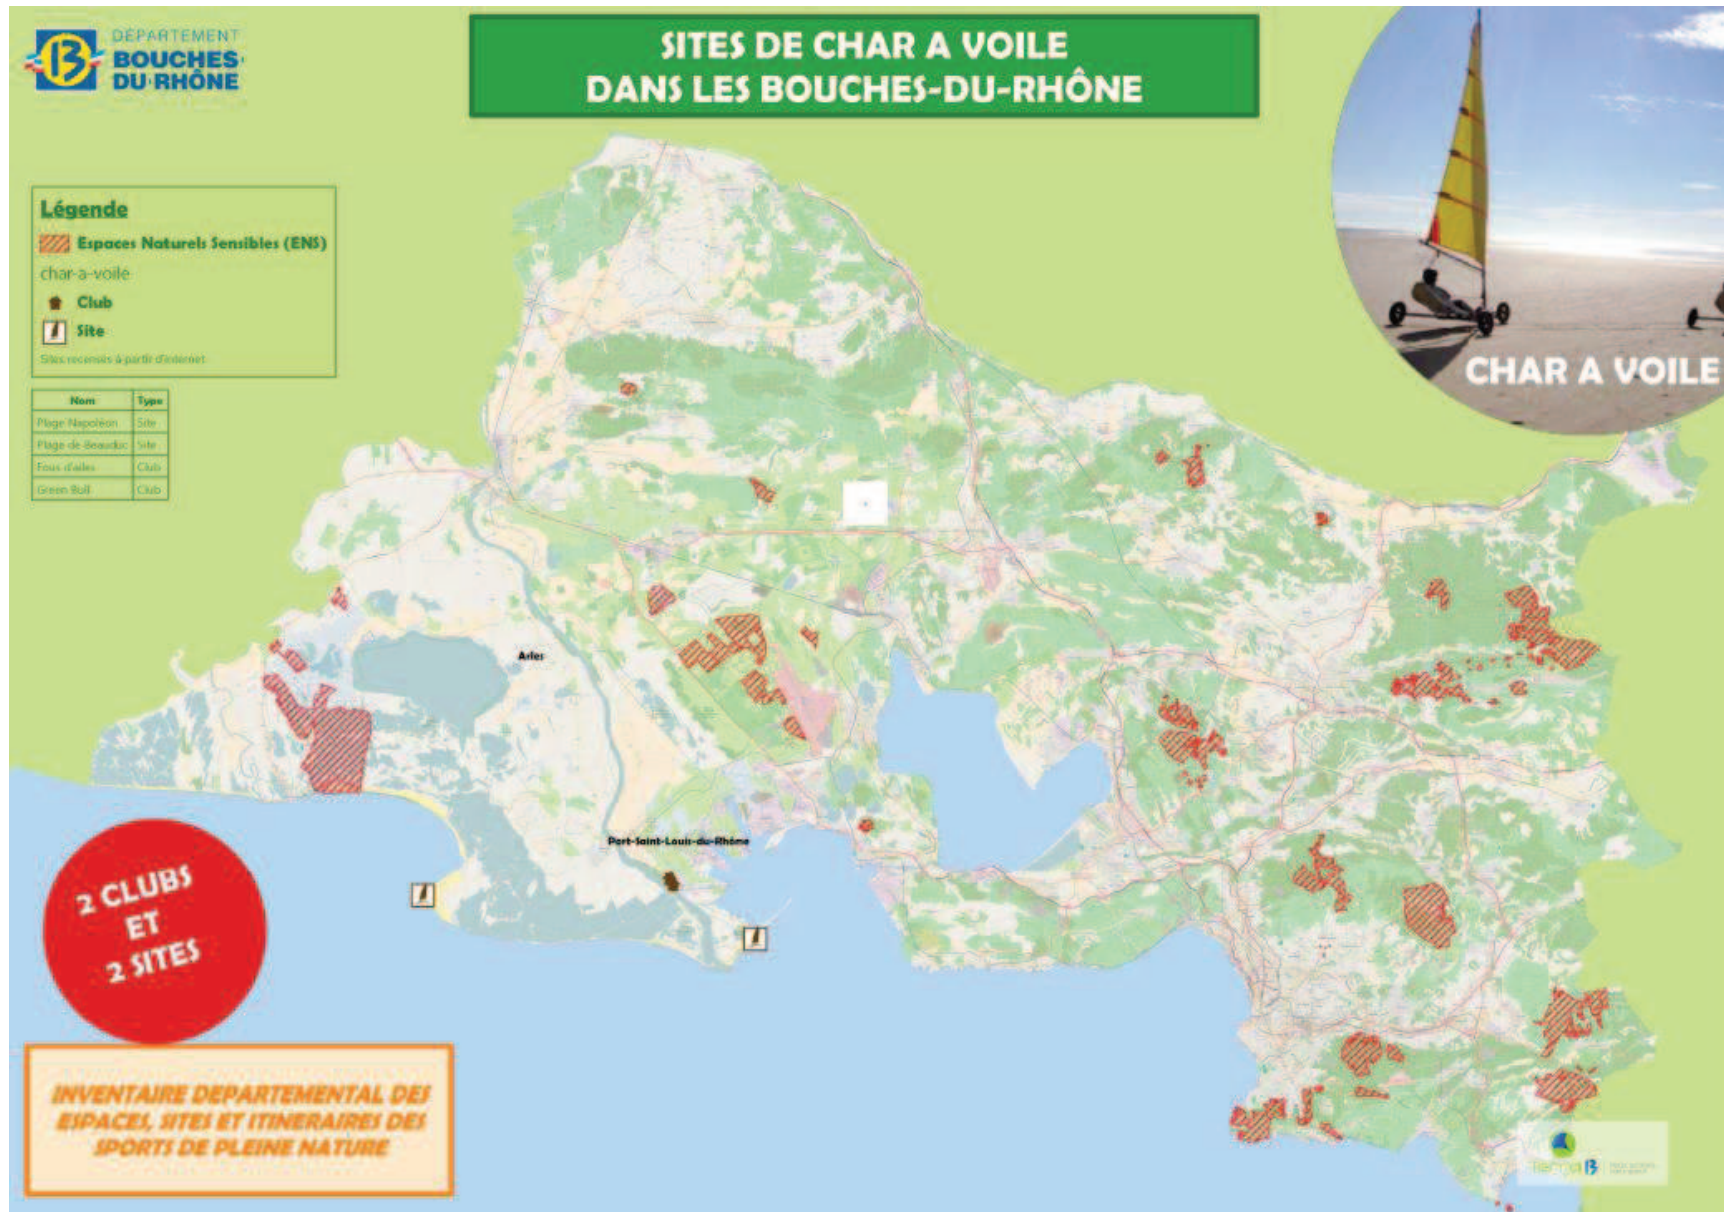 DÉPARTEMENT
BOUCHES-
DU-RHÔNE
SITES DE CHAR A VOILE
DANS LES BOUCHES-DU-RHÔNE
CHAR A VOILE
Légende
Espaces Naturels Sensibles (ENS)
char-a-voile
Club
Site
Sites recensés à partir d'internet
Nom Type
Plage Napoléon Site
Plage de Beauduc Site
Fous d'ailes Club
Green Bull Club
Arles
Port-Saint-Louis-du-Rhône
2 CLUBS
ET
2 SITES
INVENTAIRE DEPARTEMENTAL DES
ESPACES, SITES ET ITINERAIRES DES
SPORTS DE PLEINE NATURE